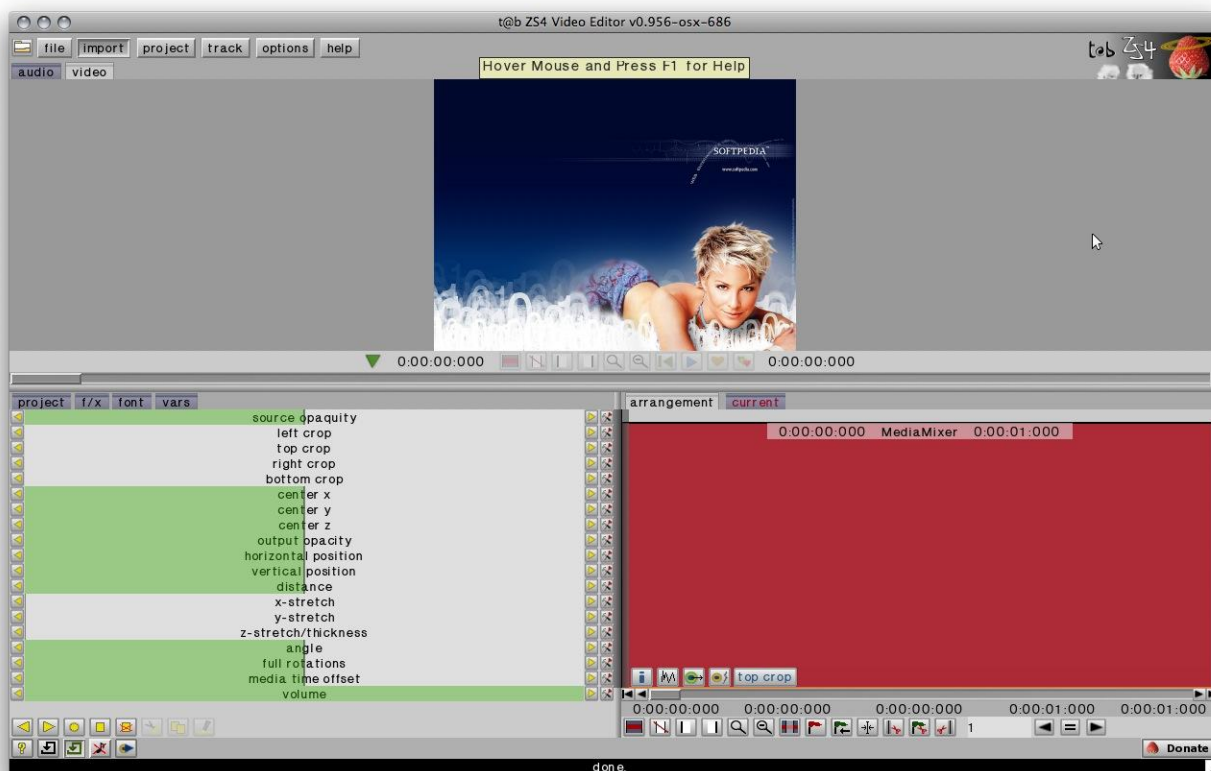 t@b ZS4 Video Editor v0.956-osx-686
file import project track options help
tab ZS4
audio video
Hover Mouse and Press F1 for Help
SOFTPEDIA
www.softpedia.com
0:00:00:000 0:00:00:000
project f/x font vars
arrangement current
source opaquity
left crop
top crop
right crop
bottom crop
center x
center y
center z
output opacity
horizontal position
vertical position
distance
x-stretch
y-stretch
z-stretch/thickness
angle
full rotations
media time offset
volume
0:00:00:000 MediaMixer 0:00:01:000
top crop
0:00:00:000 0:00:00:000 0:00:00:000 0:00:01:000 0:00:01:000
1
Donate
done.